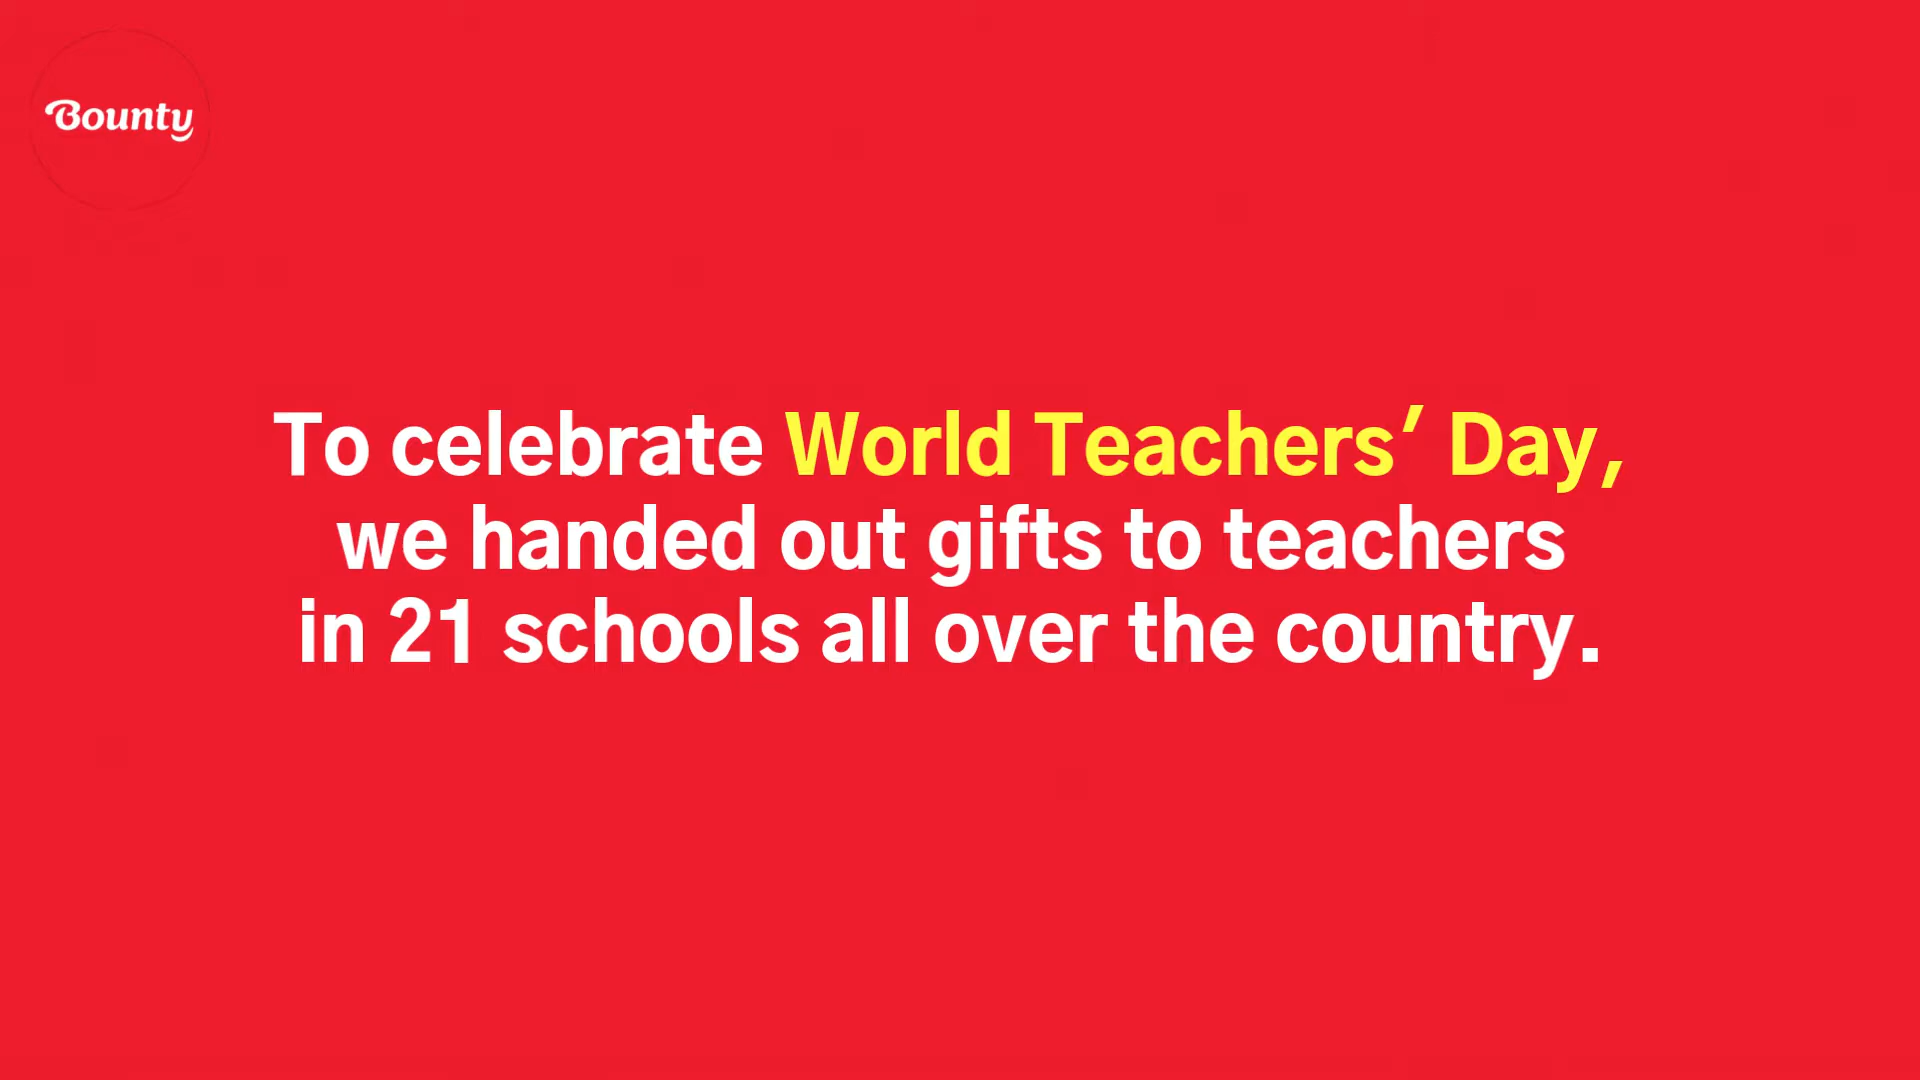 Bounty
To celebrate World Teachers’ Day,
we handed out gifts to teachers
in 21 schools all over the country.